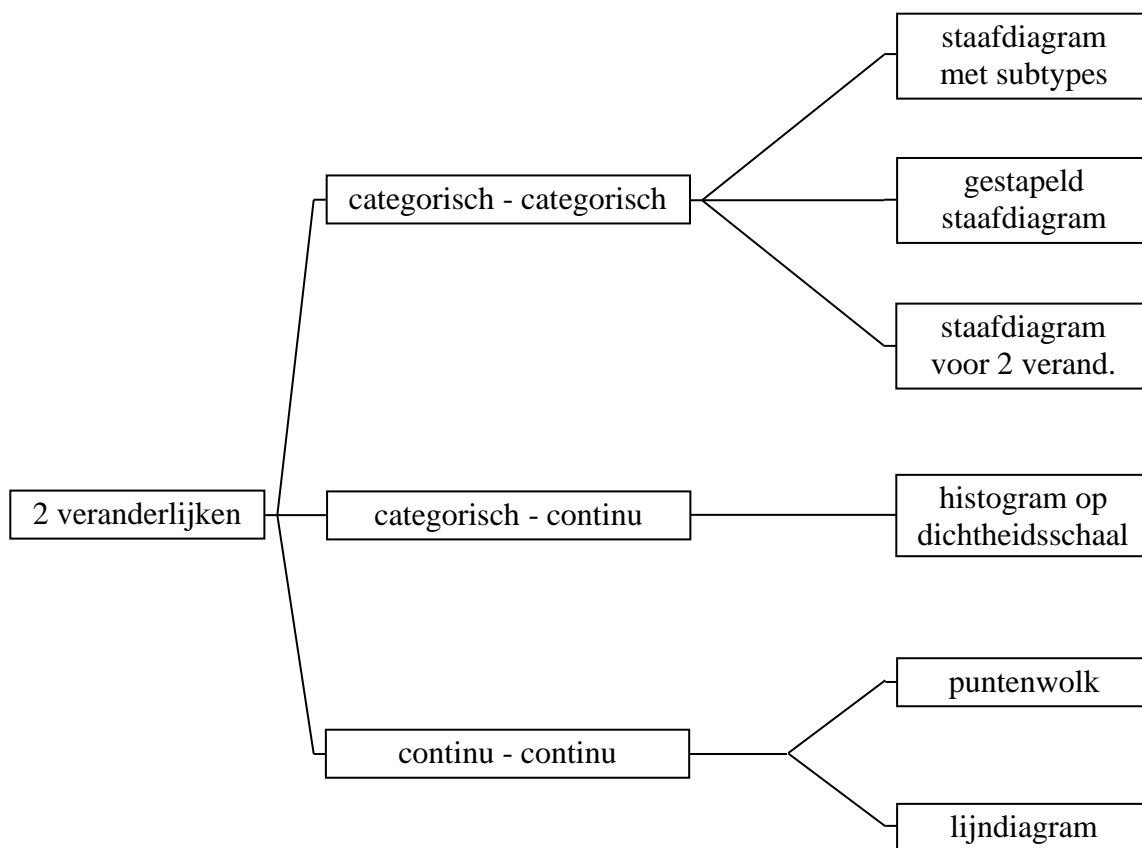 staafdiagram
met subtypes
categorisch - categorisch
gestapeld
staafdiagram
staafdiagram
voor 2 verand.
2 veranderlijken
categorisch - continu
histogram op
dichtheidsschaal
puntenwolk
continu - continu
lijndiagram